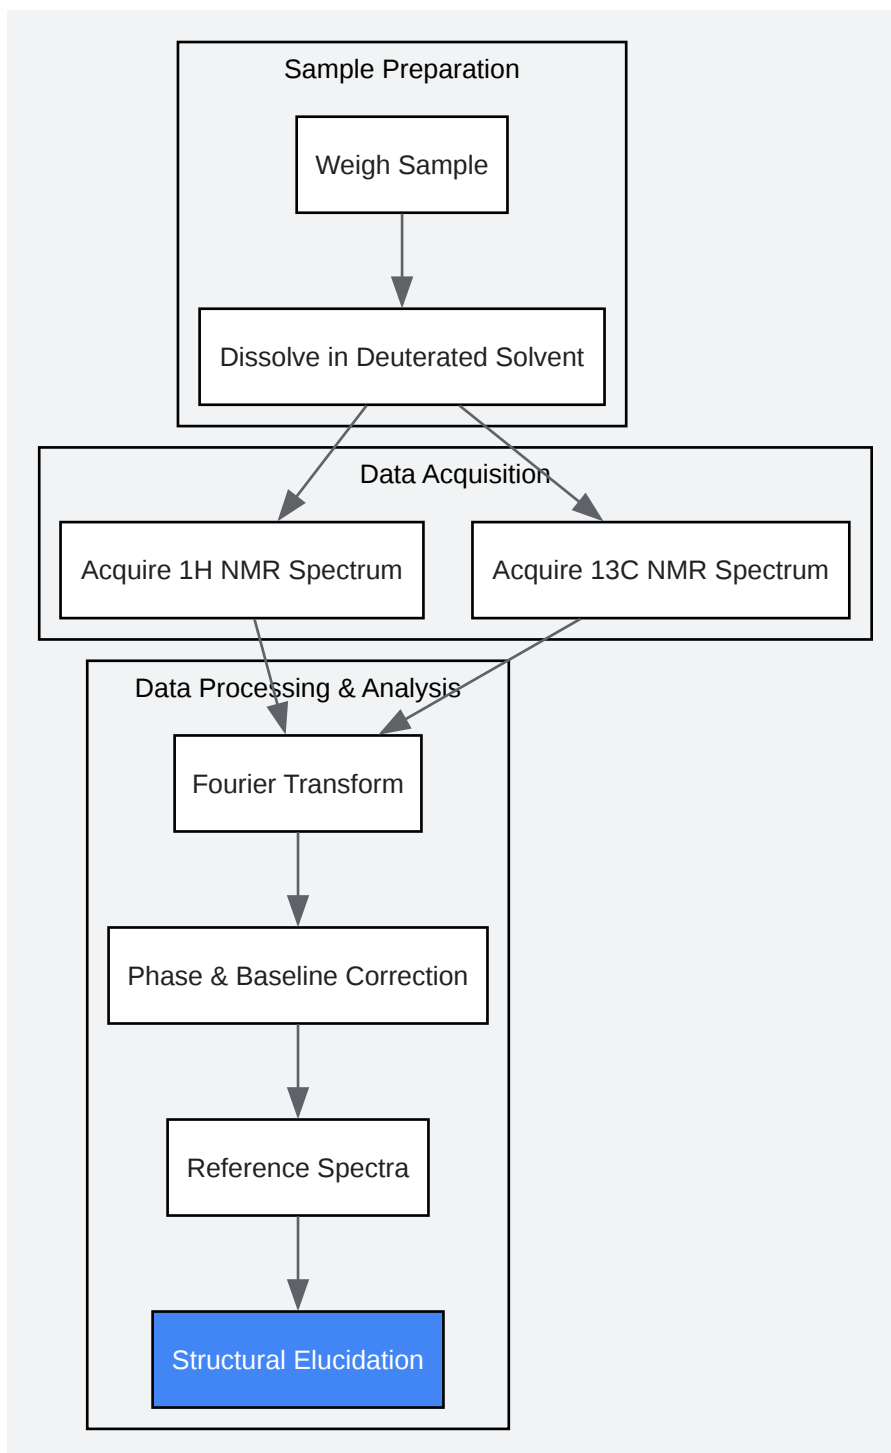 Sample Preparation
Weigh Sample
Dissolve in Deuterated Solvent
Data Acquisition
Acquire 1H NMR Spectrum
Acquire 13C NMR Spectrum
Data Processing & Analysis
Fourier Transform
Phase & Baseline Correction
Reference Spectra
Structural Elucidation